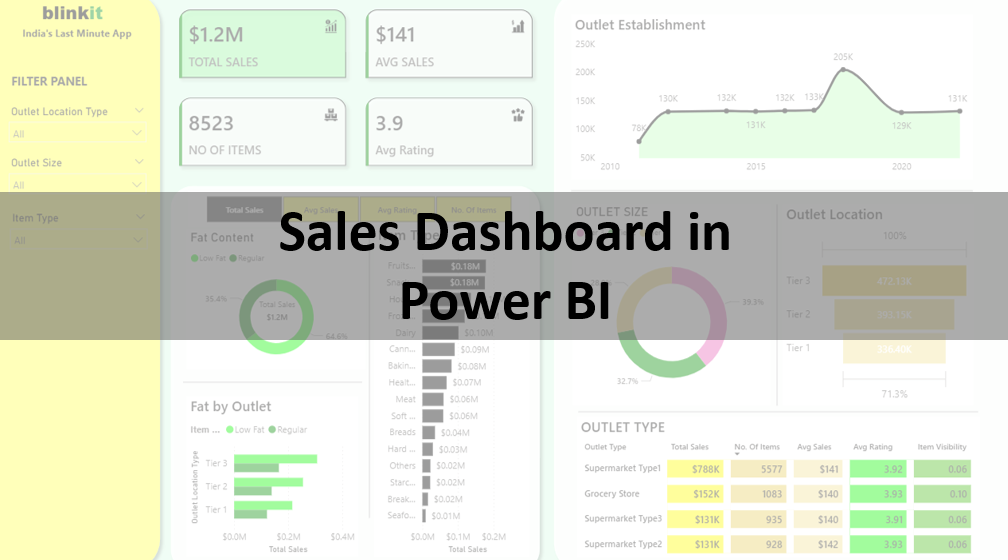 blinkit
India's Last Minute App
FILTER PANEL
Outlet Location Type
All
Outlet Size
All
Item Type
All
$1.2M
TOTAL SALES
$141
AVG SALES
8523
NO OF ITEMS
3.9
Avg Rating
Outlet Establishment
250K
200K
150K
100K
50K
78K
130K
132K
131K
132K
133K
205K
129K
131K
2010
2015
2020
Sales Dashboard in
Power BI
Total Sales
Avg Sales
Avg Rating
No. Of Items
Fat Content
Low Fat
Regular
35.4%
Total Sales
$1.2M
64.6%
Fat by Outlet
Item ...
Low Fat
Regular
Outlet Location Type
Tier 3
Tier 2
Tier 1
$0.0M
$0.2M
$0.4M
Total Sales
Fruits...
$0.18M
Snac...
$0.18M
Dairy
$0.10M
Cann...
$0.09M
Bakin...
$0.08M
Healt...
$0.07M
Meat
$0.06M
Soft ...
$0.06M
Breads
$0.04M
Hard ...
$0.03M
Others
$0.02M
Starc...
$0.02M
Break...
$0.02M
Seafo...
$0.01M
$0.0M
$0.1M
$0.2M
Total Sales
OUTLET SIZE
39.3%
32.7%
Outlet Location
100%
Tier 3
472.13K
Tier 2
393.15K
Tier 1
336.40K
71.3%
OUTLET TYPE
Outlet Type Total Sales No. Of Items Avg Sales Avg Rating Item Visibility
Supermarket Type1 $788K 5577 $141 3.92 0.06
Grocery Store $152K 1083 $140 3.93 0.10
Supermarket Type3 $131K 935 $140 3.91 0.06
Supermarket Type2 $131K 928 $142 3.93 0.06